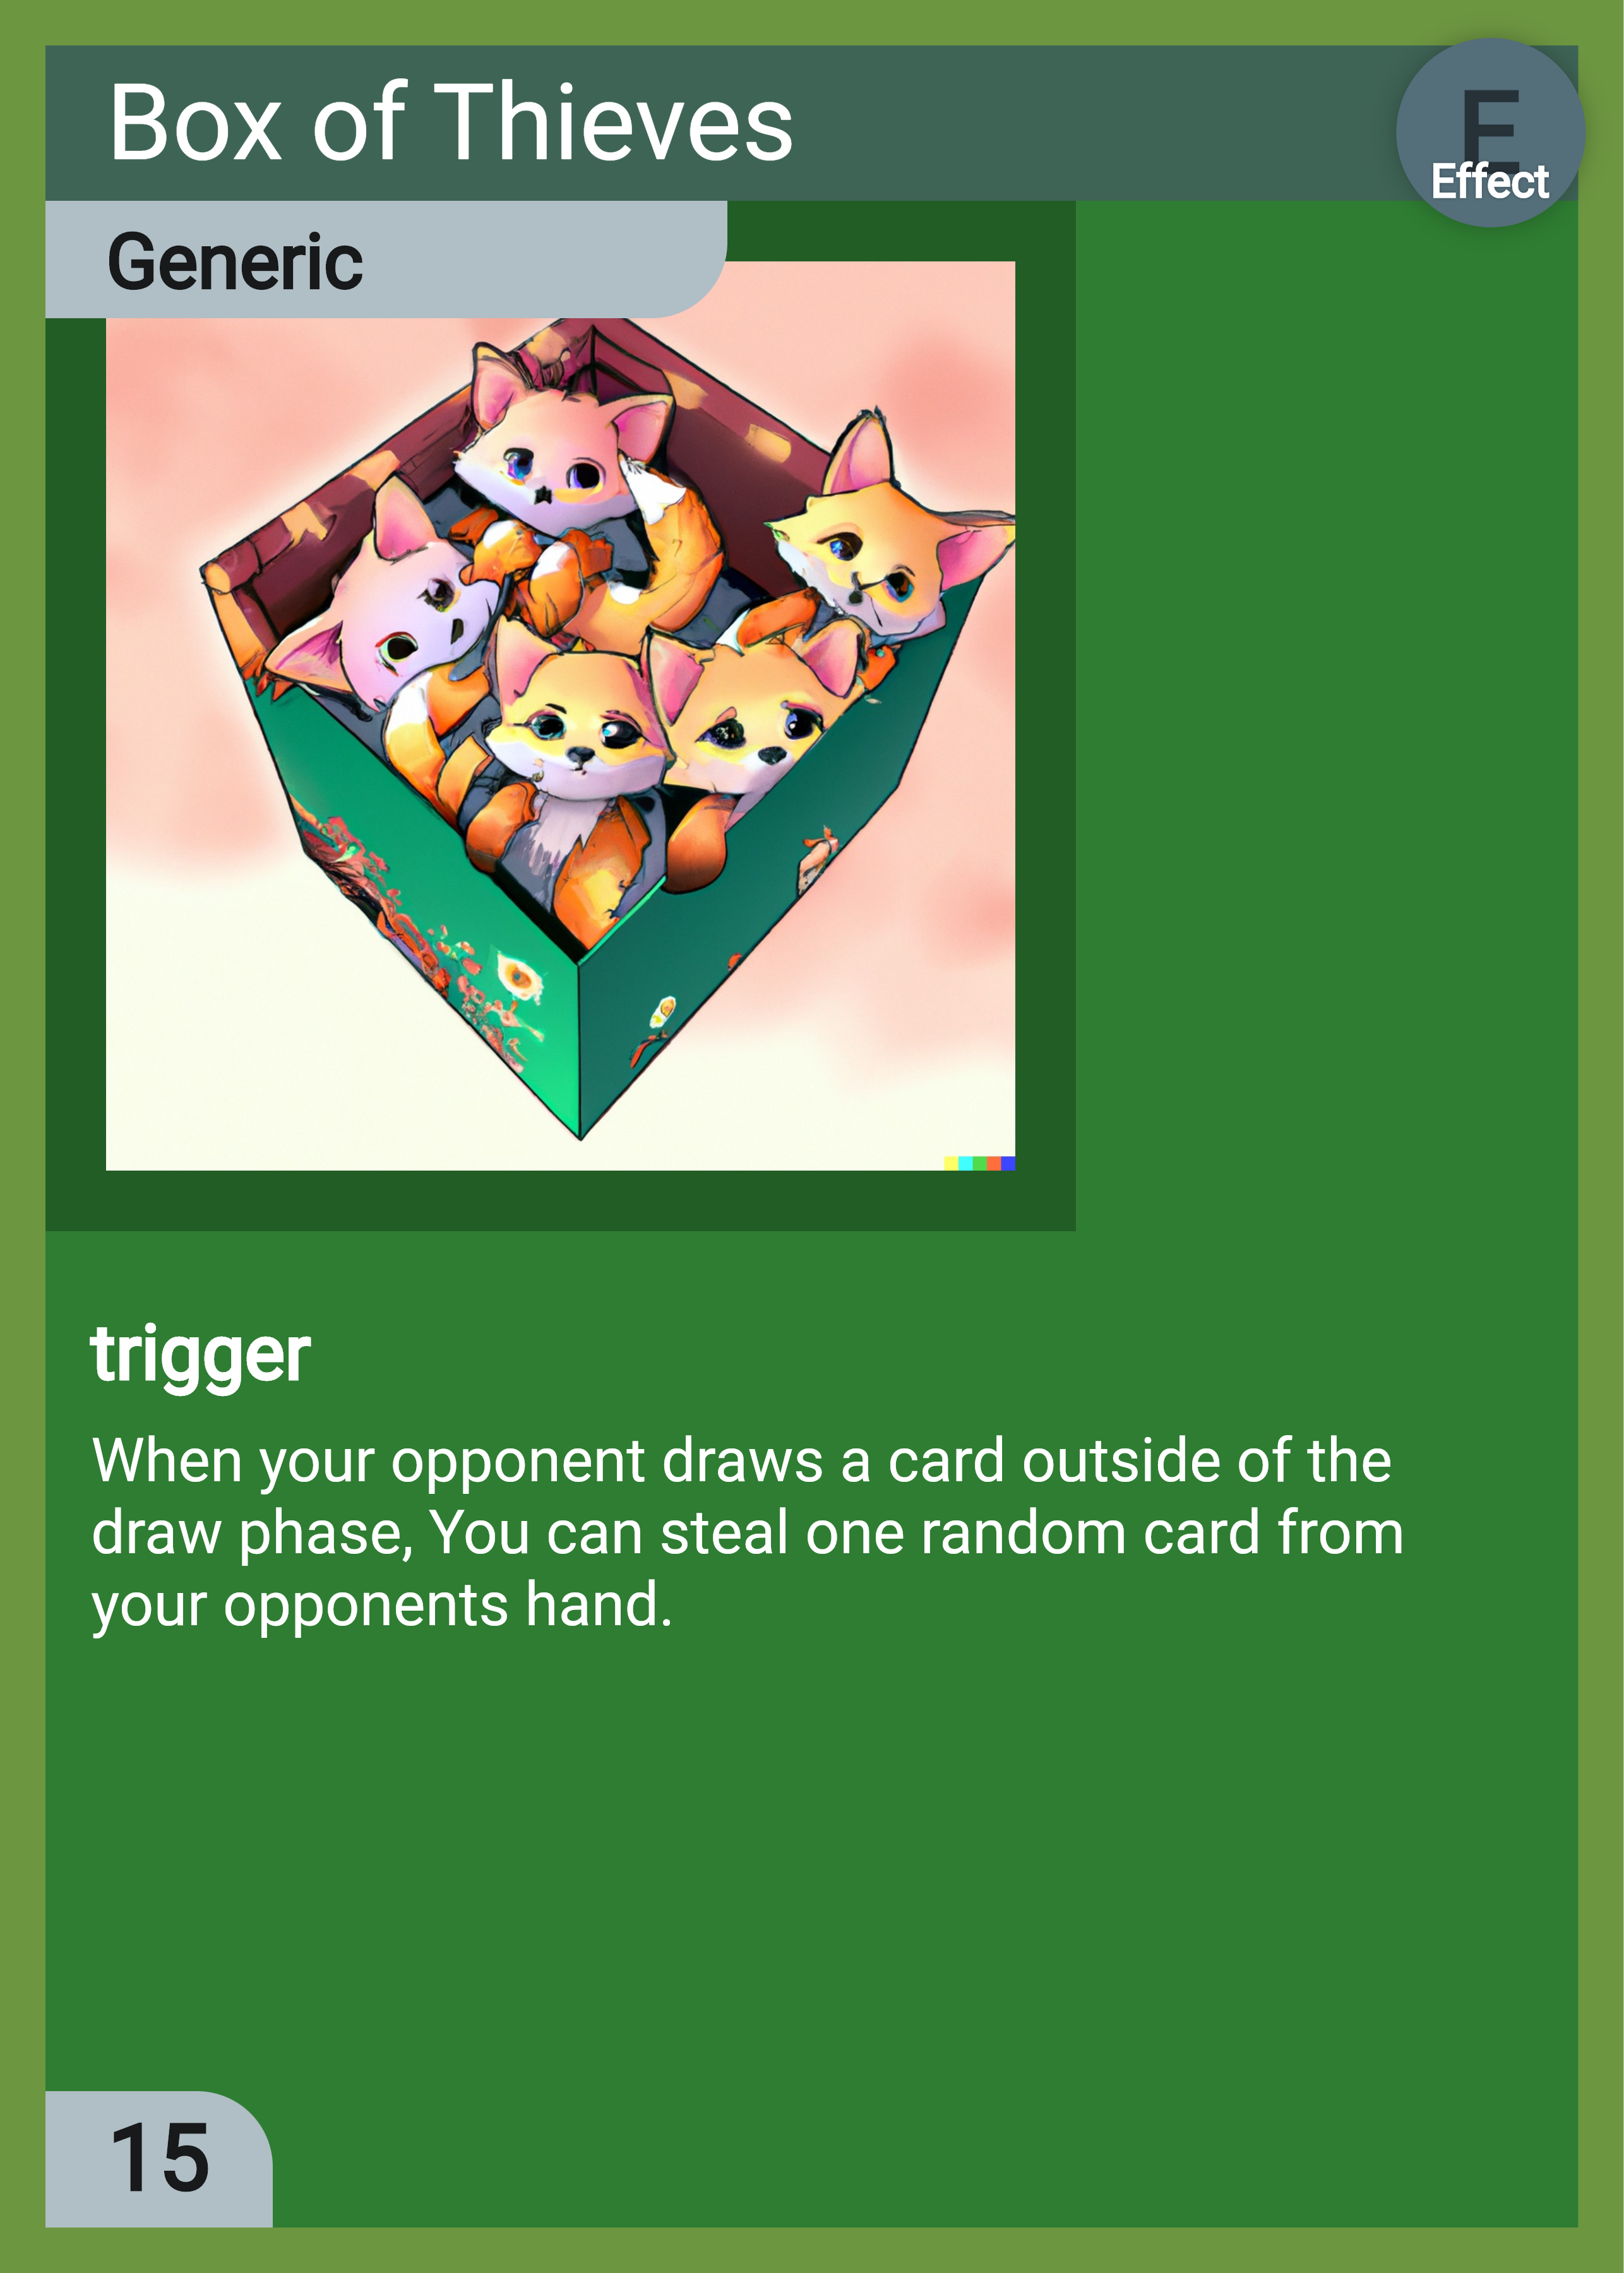 Box of Thieves
E
Effect
Generic
trigger
When your opponent draws a card outside of the
draw phase, You can steal one random card from
your opponents hand.
15